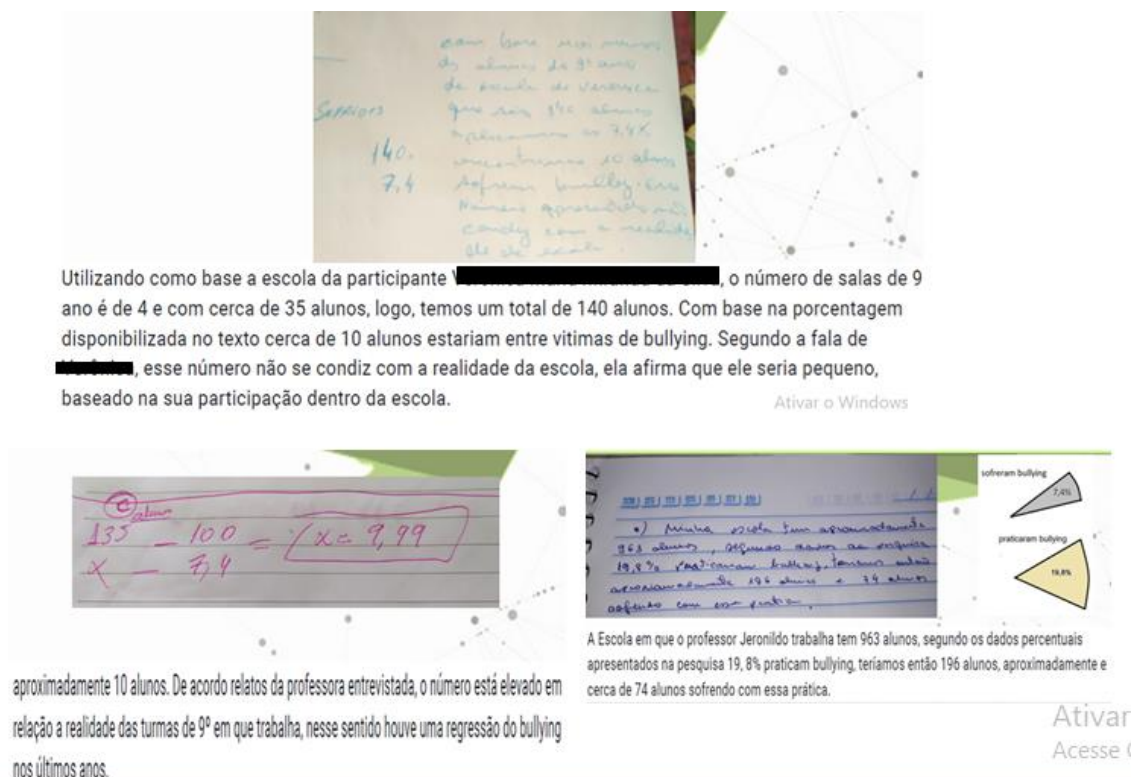 com base nos mesmos
dos alunos do 9º ano
da escola de Verônica
que são 140 alunos
aplicamos os 7,4%
140.
encontramos 10 alunos
7,4
sofrem bullying
Número
com a realidade
da escola.
Utilizando como base a escola da participante, o número de salas de 9
ano é de 4 e com cerca de 35 alunos, logo, temos um total de 140 alunos. Com base na porcentagem
disponibilizada no texto cerca de 10 alunos estariam entre vitimas de bullying. Segundo a fala de
, esse número não se condiz com a realidade da escola, ela afirma que ele seria pequeno,
baseado na sua participação dentro da escola.
Ativar o Windows
e
alunos
135 — 100 = x = 9,99
x — 7,4
aproximadamente 10 alunos. De acordo relatos da professora entrevistada, o número está elevado em
relação a realidade das turmas de 9º em que trabalha, nesse sentido houve uma regressão do bullying
nos últimos anos.
•) Minha escola tem aproximadamente
963 alunos, segundo dados da pesquisa
19,8% praticaram bullying, teríamos então
aproximadamente 196 alunos e 74 alunos
sofrendo com essa prática.
sofreram bullying
7,4%
praticaram bullying
19,8%
A Escola em que o professor Jeronildo trabalha tem 963 alunos, segundo os dados percentuais
apresentados na pesquisa 19, 8% praticam bullying, teríamos então 196 alunos, aproximadamente e
cerca de 74 alunos sofrendo com essa prática.
Ativar
Acesse